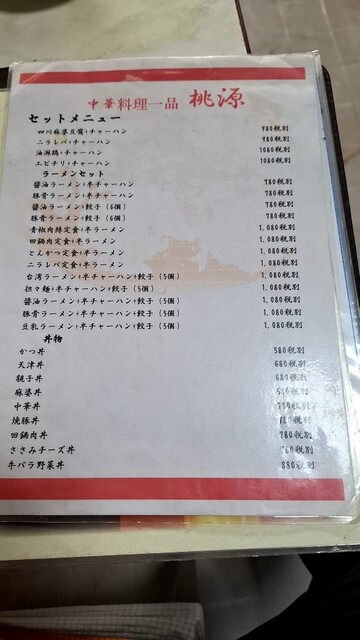 中華料理一品 桃源
セットメニュー
四川麻婆豆腐+チャーハン 980税別
ニラレバ+チャーハン 980税別
油淋鶏+チャーハン 1080税別
エビチリ+チャーハン 1080税別
ラーメンセット
醤油ラーメン+半チャーハン 780税別
豚骨ラーメン+半チャーハン 780税別
醤油ラーメン+餃子(6個) 780税別
豚骨ラーメン+餃子(6個) 780税別
青椒肉絲定食+半ラーメン 1,080税別
回鍋肉定食+半ラーメン 1,080税別
とんかつ定食+半ラーメン 1,080税別
ニラレバ定食+半ラーメン 1,080税別
台湾ラーメン+半チャーハン+餃子(5個) 1,080税別
担々麺+半チャーハン+餃子(5個) 1,080税別
醤油ラーメン+半チャーハン+餃子(5個) 1,080税別
豚骨ラーメン+半チャーハン+餃子(5個) 1,080税別
豆乳ラーメン+半チャーハン+餃子(5個) 1,080税別
丼物
かつ丼 580税別
天津丼 680税別
親子丼 税別
麻婆丼 税別
中華丼 税別
焼豚丼 780税別
回鍋肉丼 780税別
ささみチーズ丼 税別
牛バラ野菜丼 880税別